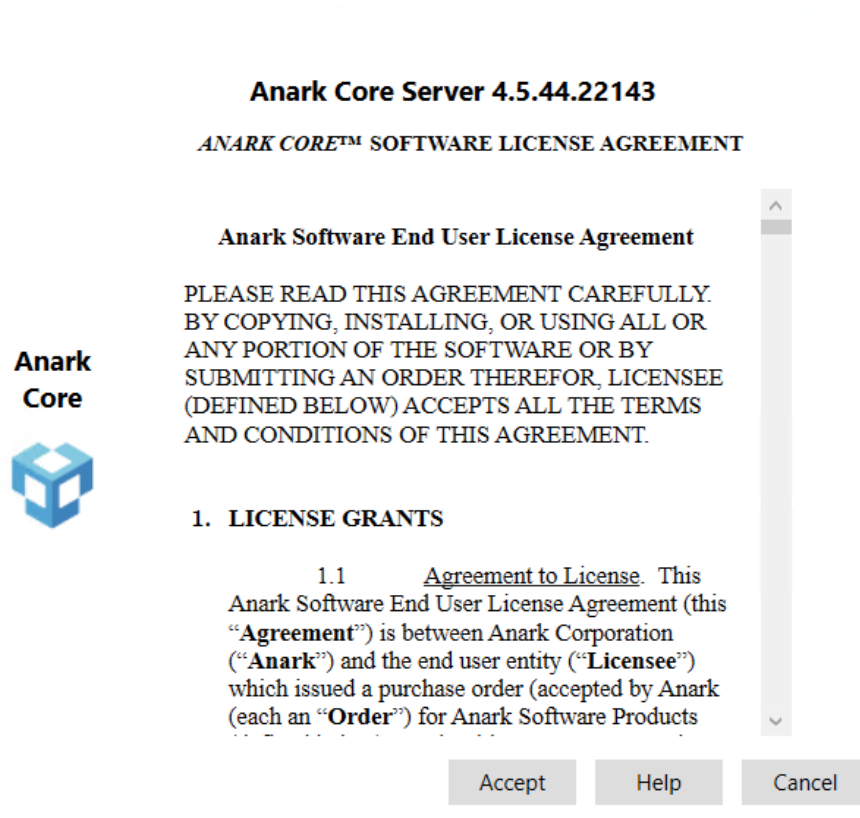 Anark Core Server 4.5.44.22143
ANARK CORE™ SOFTWARE LICENSE AGREEMENT
Anark Software End User License Agreement
PLEASE READ THIS AGREEMENT CAREFULLY.
BY COPYING, INSTALLING, OR USING ALL OR
ANY PORTION OF THE SOFTWARE OR BY
SUBMITTING AN ORDER THEREFOR, LICENSEE
(DEFINED BELOW) ACCEPTS ALL THE TERMS
AND CONDITIONS OF THIS AGREEMENT.
Anark
Core
1. LICENSE GRANTS
1.1 Agreement to License. This
Anark Software End User License Agreement (this
“Agreement”) is between Anark Corporation
(“Anark”) and the end user entity (“Licensee”)
which issued a purchase order (accepted by Anark
(each an “Order”) for Anark Software Products
Accept Help Cancel